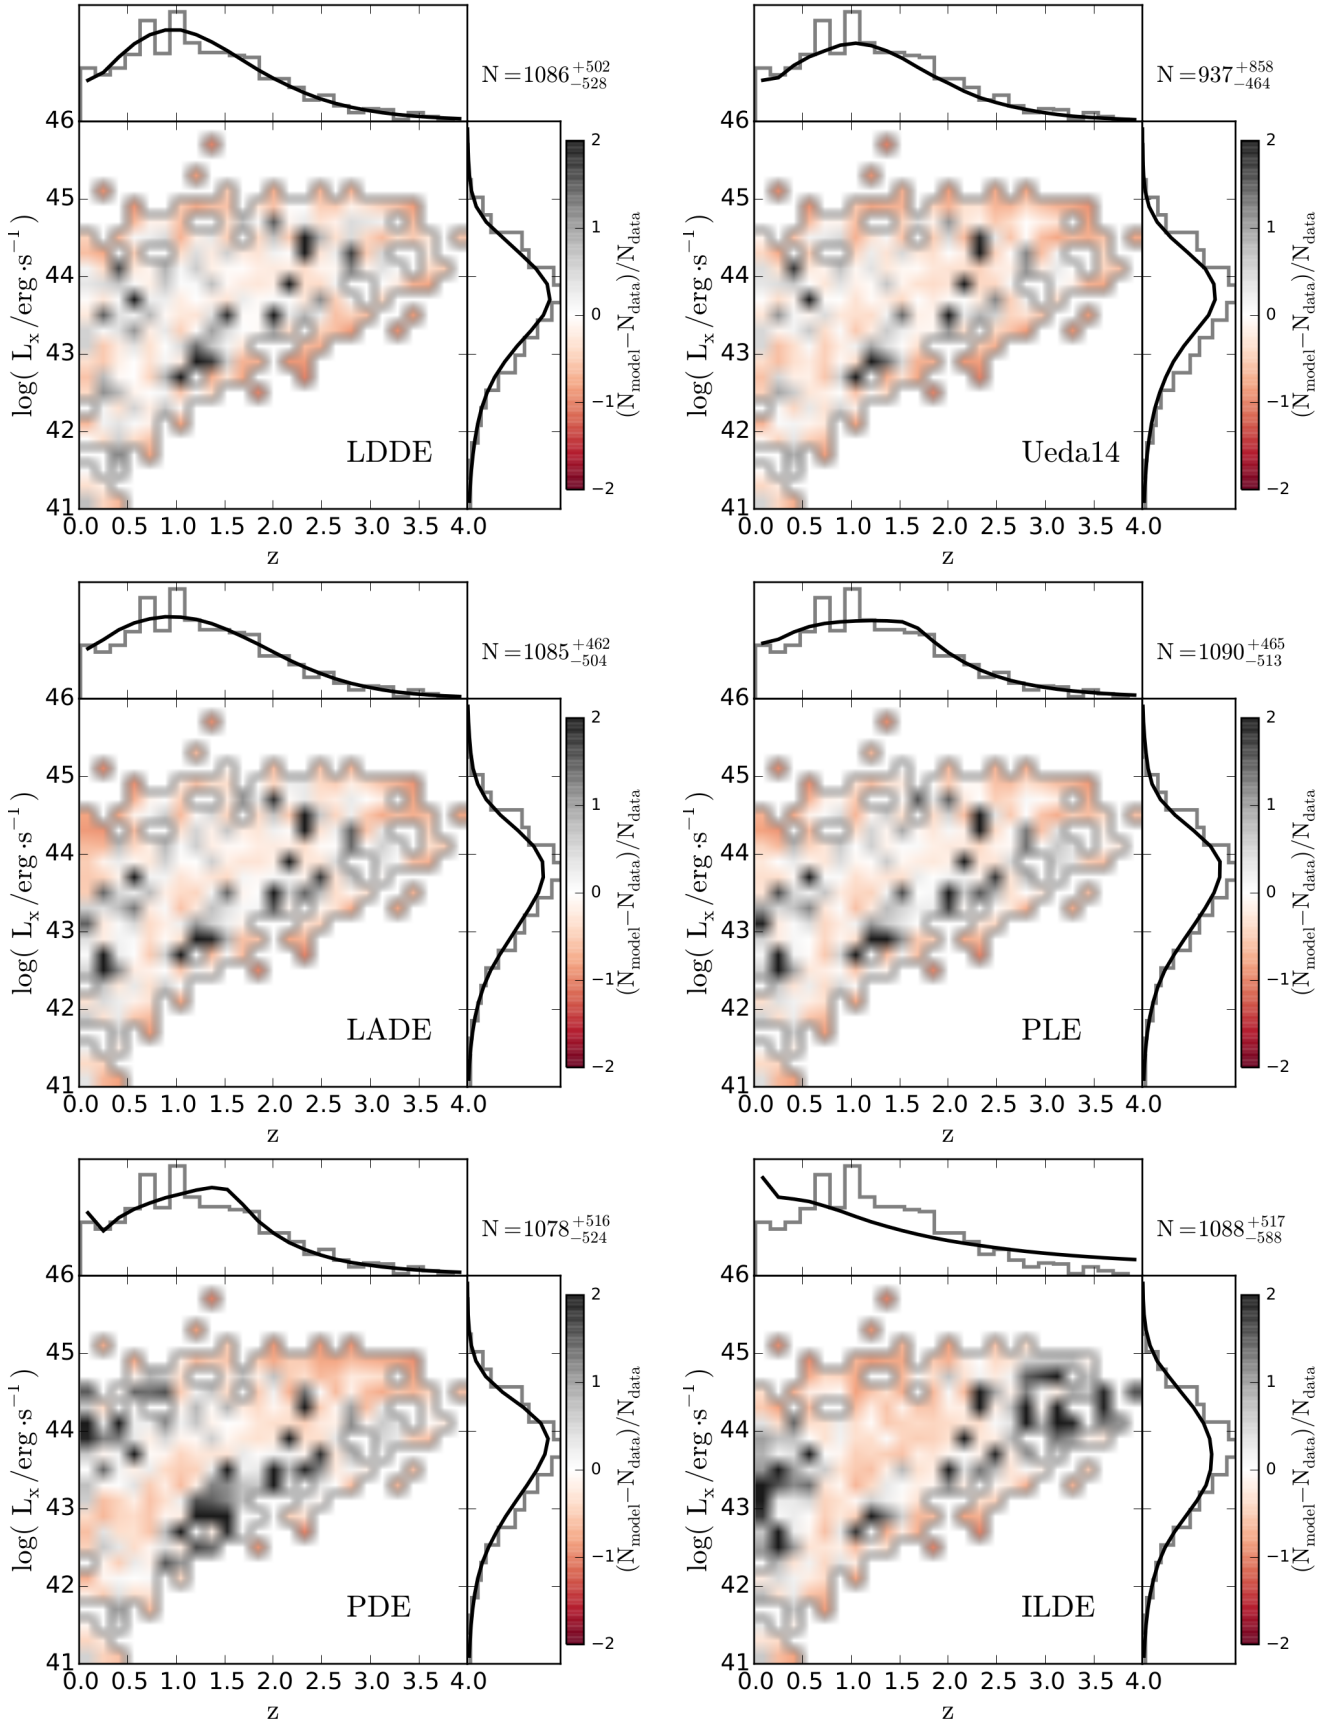 N=1086+502−528
46
45
44
43
42
41
log( Lx /erg·s−1 )
0.0 0.5 1.0 1.5 2.0 2.5 3.0 3.5 4.0
z
LDDE
2
1
0
−1
−2
(Nmodel−Ndata)/Ndata
N=937+858−464
46
45
44
43
42
41
log( Lx /erg·s−1 )
0.0 0.5 1.0 1.5 2.0 2.5 3.0 3.5 4.0
z
Ueda14
2
1
0
−1
−2
(Nmodel−Ndata)/Ndata
N=1085+462−504
46
45
44
43
42
41
log( Lx /erg·s−1 )
0.0 0.5 1.0 1.5 2.0 2.5 3.0 3.5 4.0
z
LADE
2
1
0
−1
−2
(Nmodel−Ndata)/Ndata
N=1090+465−513
46
45
44
43
42
41
log( Lx /erg·s−1 )
0.0 0.5 1.0 1.5 2.0 2.5 3.0 3.5 4.0
z
PLE
2
1
0
−1
−2
(Nmodel−Ndata)/Ndata
N=1078+516−524
46
45
44
43
42
41
log( Lx /erg·s−1 )
0.0 0.5 1.0 1.5 2.0 2.5 3.0 3.5 4.0
z
PDE
2
1
0
−1
−2
(Nmodel−Ndata)/Ndata
N=1088+517−588
46
45
44
43
42
41
log( Lx /erg·s−1 )
0.0 0.5 1.0 1.5 2.0 2.5 3.0 3.5 4.0
z
ILDE
2
1
0
−1
−2
(Nmodel−Ndata)/Ndata